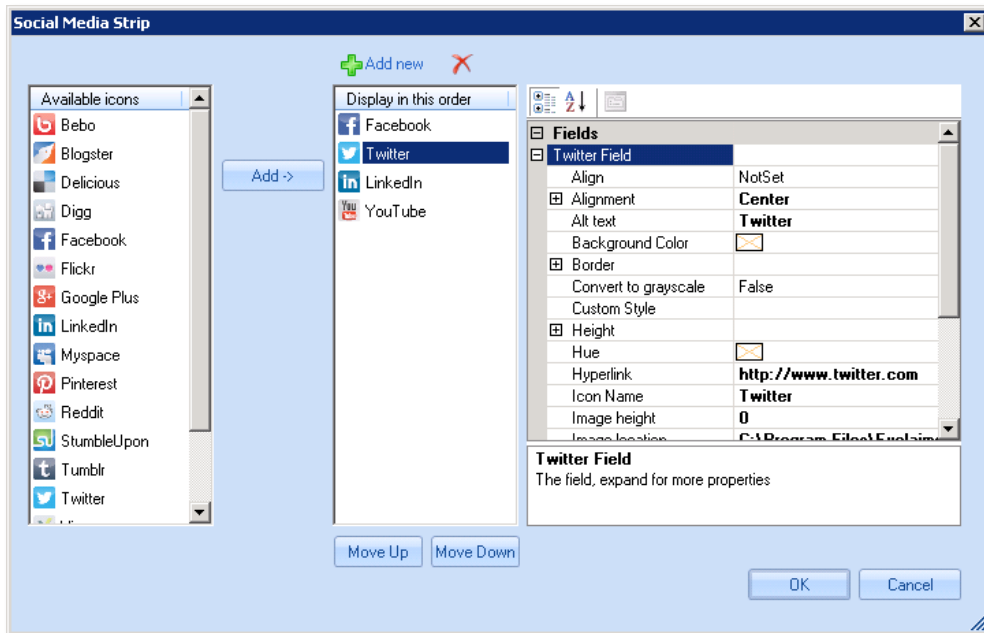 Social Media Strip
Add new
Available icons
Bebo
Blogster
Delicious
Digg
Facebook
Flickr
Google Plus
LinkedIn
Myspace
Pinterest
Reddit
StumbleUpon
Tumblr
Twitter
Add ->
Display in this order
Facebook
Twitter
LinkedIn
YouTube
Move Up Move Down
Fields
Twitter Field
Align NotSet
Alignment Center
Alt text Twitter
Background Color
Border
Convert to grayscale False
Custom Style
Height
Hue
Hyperlink http://www.twitter.com
Icon Name Twitter
Image height 0
Image location C:\Program Files\
Twitter Field
The field, expand for more properties
OK Cancel